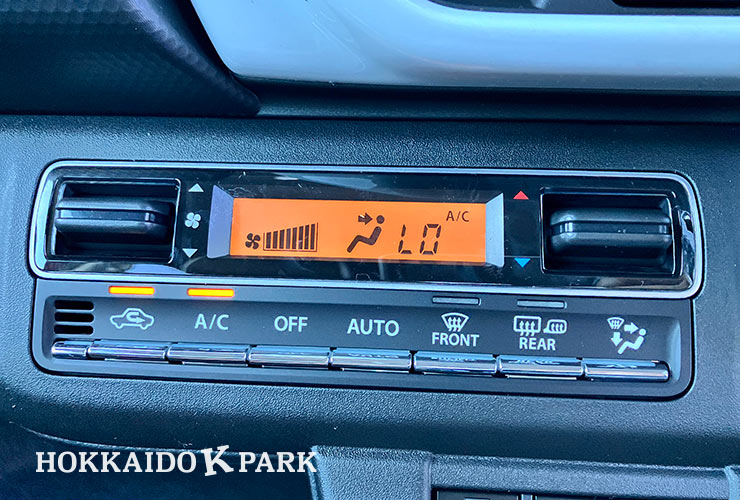 A/C
LO
A/C
OFF
AUTO
FRONT
REAR
HOKKAIDO K PARK